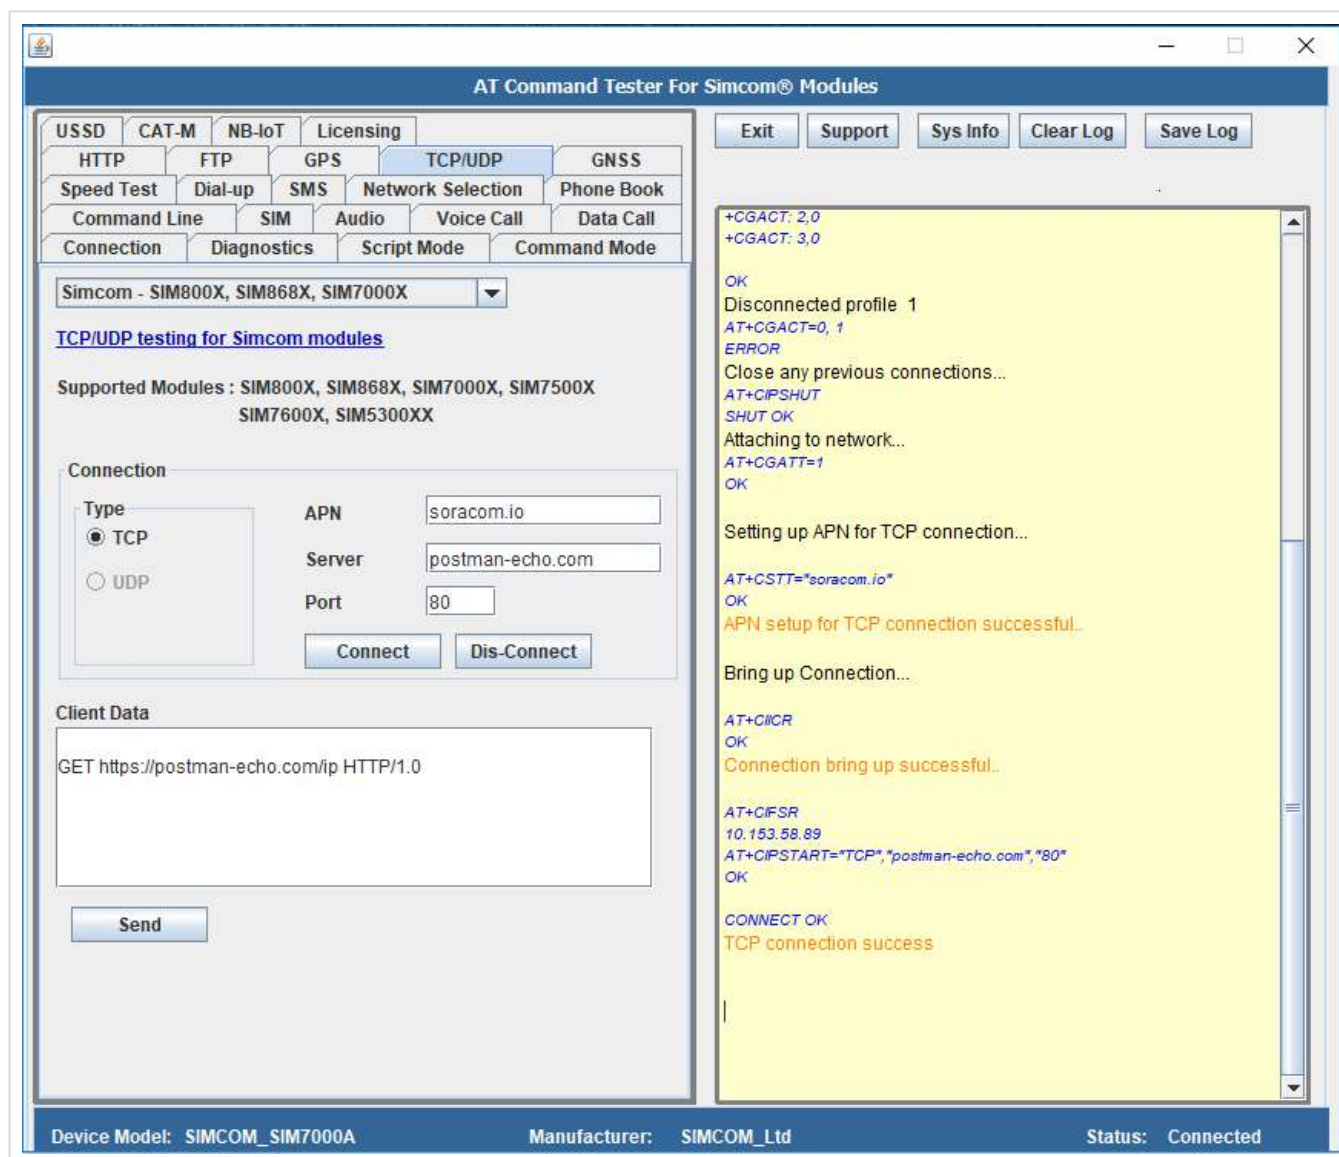 AT Command Tester For Simcom® Modules
USSD CAT-M NB-IoT Licensing
HTTP FTP GPS TCP/UDP GNSS
Speed Test Dial-up SMS Network Selection Phone Book
Command Line SIM Audio Voice Call Data Call
Connection Diagnostics Script Mode Command Mode
Simcom - SIM800X, SIM868X, SIM7000X
TCP/UDP testing for Simcom modules
Supported Modules : SIM800X, SIM868X, SIM7000X, SIM7500X
SIM7600X, SIM5300XX
Connection
Type
TCP
UDP
APN soracom.io
Server postman-echo.com
Port 80
Connect Dis-Connect
Client Data
GET https://postman-echo.com/ip HTTP/1.0
Send
Exit Support Sys Info Clear Log Save Log
+CGACT: 2,0
+CGACT: 3,0
OK
Disconnected profile 1
AT+CGACT=0, 1
ERROR
Close any previous connections...
AT+CIPSHUT
SHUT OK
Attaching to network...
AT+CGATT=1
OK
Setting up APN for TCP connection...
AT+CSTT="soracom.io"
OK
APN setup for TCP connection successful..
Bring up Connection...
AT+CIICR
OK
Connection bring up successful..
AT+CIFSR
10.153.58.89
AT+CIPSTART="TCP","postman-echo.com","80"
OK
CONNECT OK
TCP connection success
Device Model: SIMCOM_SIM7000A Manufacturer: SIMCOM_Ltd Status: Connected